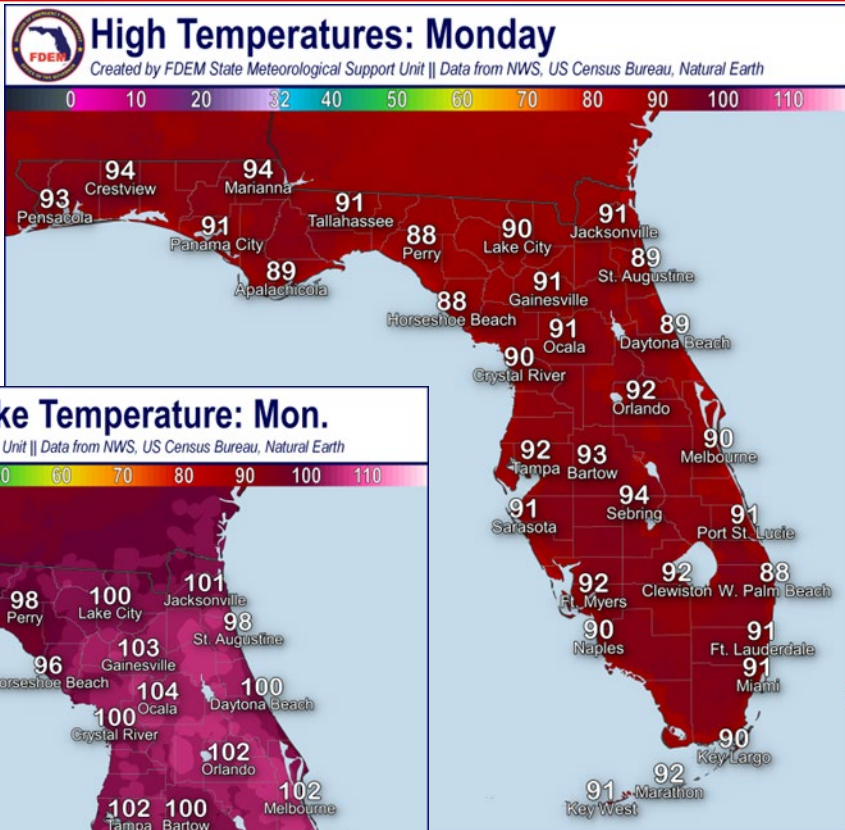 FDEM
High Temperatures: Monday
Created by FDEM State Meteorological Support Unit || Data from NWS, US Census Bureau, Natural Earth
0 10 20 32 40 50 60 70 80 90 100 110
94
Crestview
94
Marianna
93
Pensacola
91
Panama City
91
Tallahassee
89
Apalachicola
88
Perry
90
Lake City
91
Jacksonville
89
St. Augustine
91
Gainesville
88
Horseshoe Beach
91
Ocala
89
Daytona Beach
90
Crystal River
92
Orlando
90
Melbourne
92
Tampa
93
Bartow
94
Sebring
91
Sarasota
91
Port St. Lucie
92
Ft. Myers
92
Clewiston
88
W. Palm Beach
90
Naples
91
Ft. Lauderdale
91
Miami
90
Key Largo
92
Marathon
91
Key West
ke Temperature: Mon.
Unit || Data from NWS, US Census Bureau, Natural Earth
0 60 70 80 90 100 110
98
Perry
100
Lake City
101
Jacksonville
98
St. Augustine
103
Gainesville
96
orseshoe Beach
104
Ocala
100
Daytona Beach
100
Crystal River
102
Orlando
102
Melbourne
102
Tampa
100
Bartow